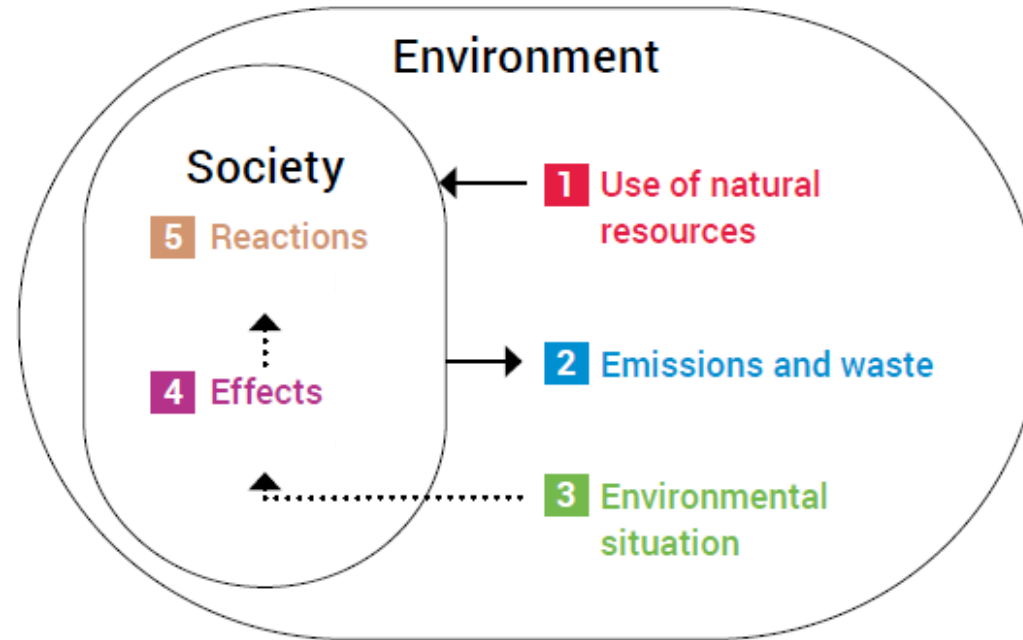 Environment
Society
1 Use of natural
resources
5 Reactions
2 Emissions and waste
4 Effects
3 Environmental
situation